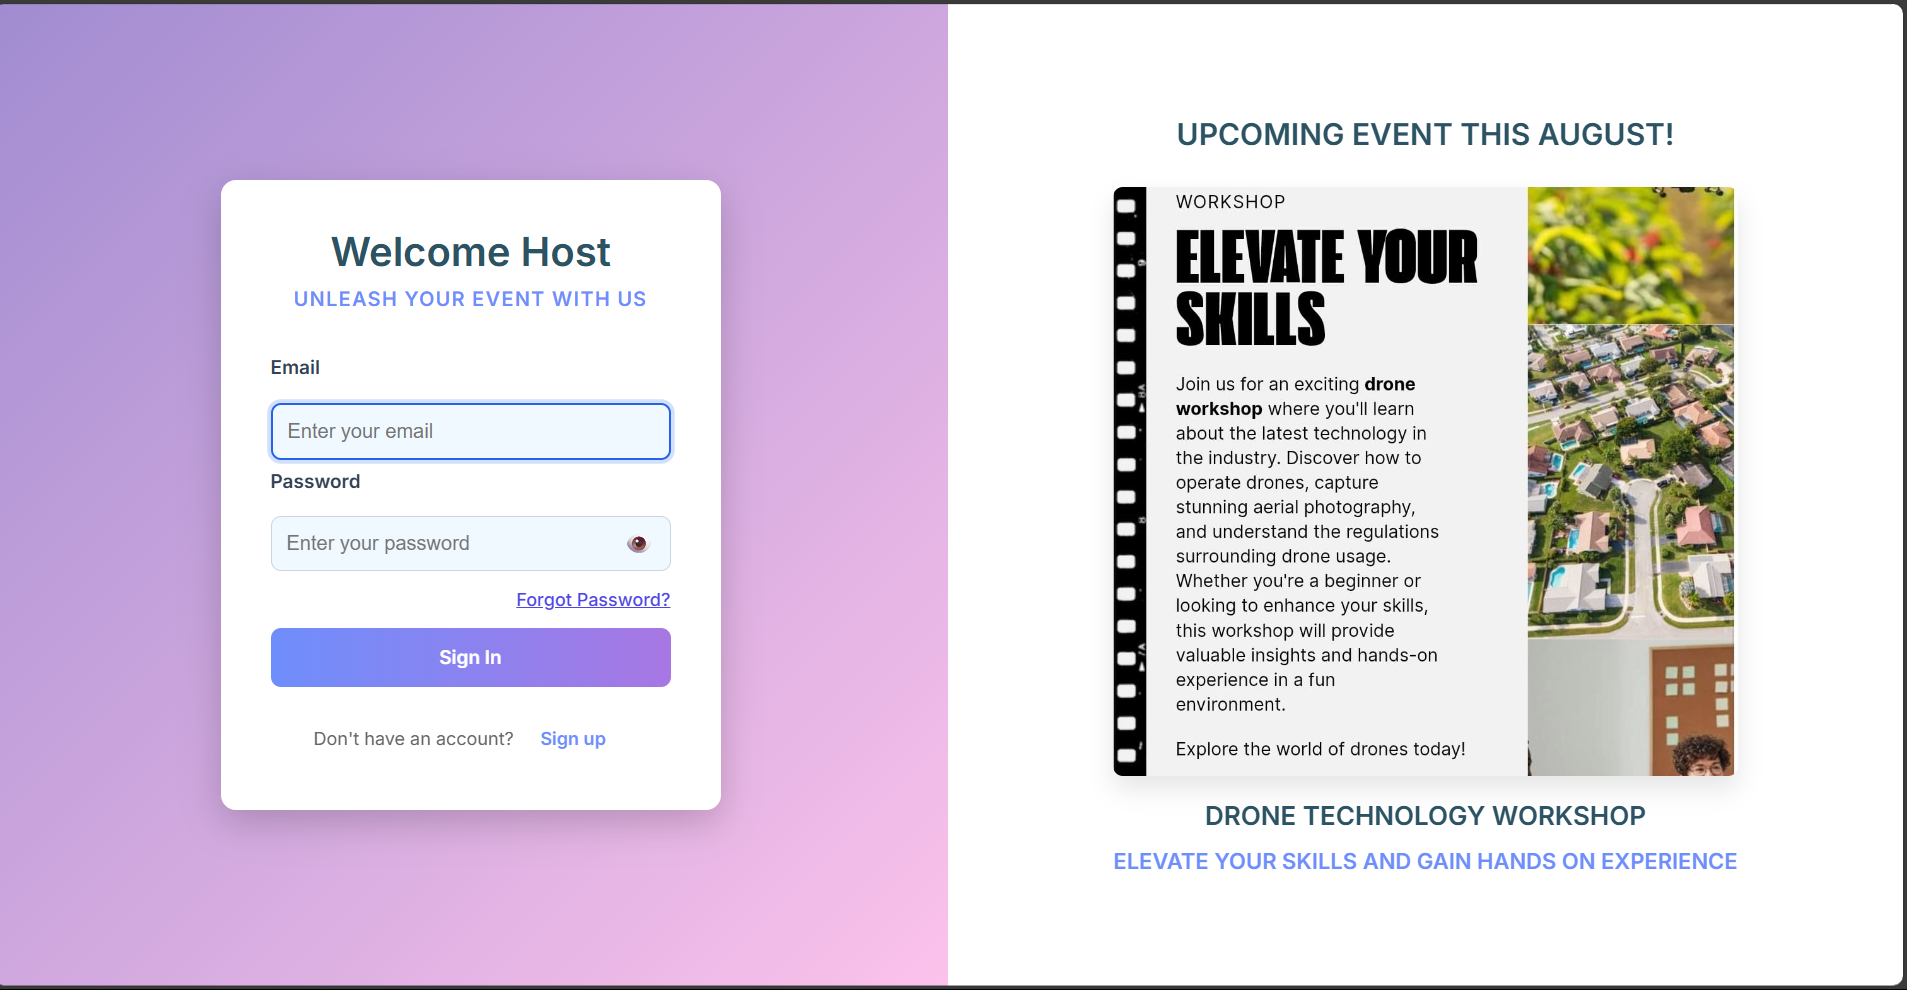 Welcome Host
UNLEASH YOUR EVENT WITH US
Email
Enter your email
Password
Enter your password
Forgot Password?
Sign In
Don't have an account? Sign up
UPCOMING EVENT THIS AUGUST!
WORKSHOP
ELEVATE YOUR
SKILLS
Join us for an exciting drone
workshop where you'll learn
about the latest technology in
the industry. Discover how to
operate drones, capture
stunning aerial photography,
and understand the regulations
surrounding drone usage.
Whether you're a beginner or
looking to enhance your skills,
this workshop will provide
valuable insights and hands-on
experience in a fun
environment.
Explore the world of drones today!
DRONE TECHNOLOGY WORKSHOP
ELEVATE YOUR SKILLS AND GAIN HANDS ON EXPERIENCE